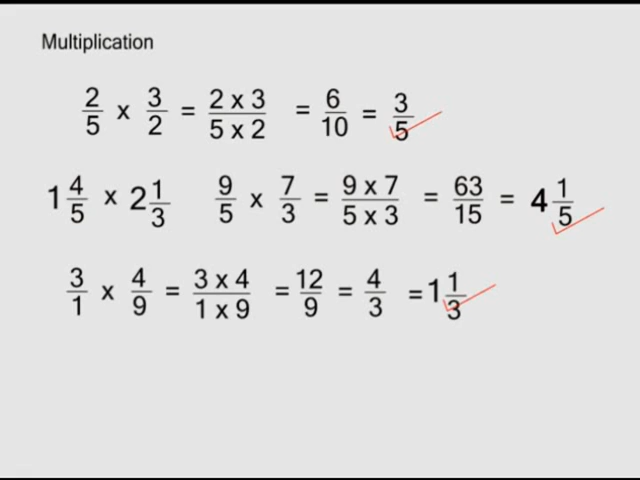 Multiplication
2/5 x 3/2 = 2 x 3/5 x 2 = 6/10 = 3/5
1 4/5 x 2 1/3 9/5 x 7/3 = 9 x 7/5 x 3 = 63/15 = 4 1/5
3/1 x 4/9 = 3 x 4/1 x 9 = 12/9 = 4/3 = 1 1/3